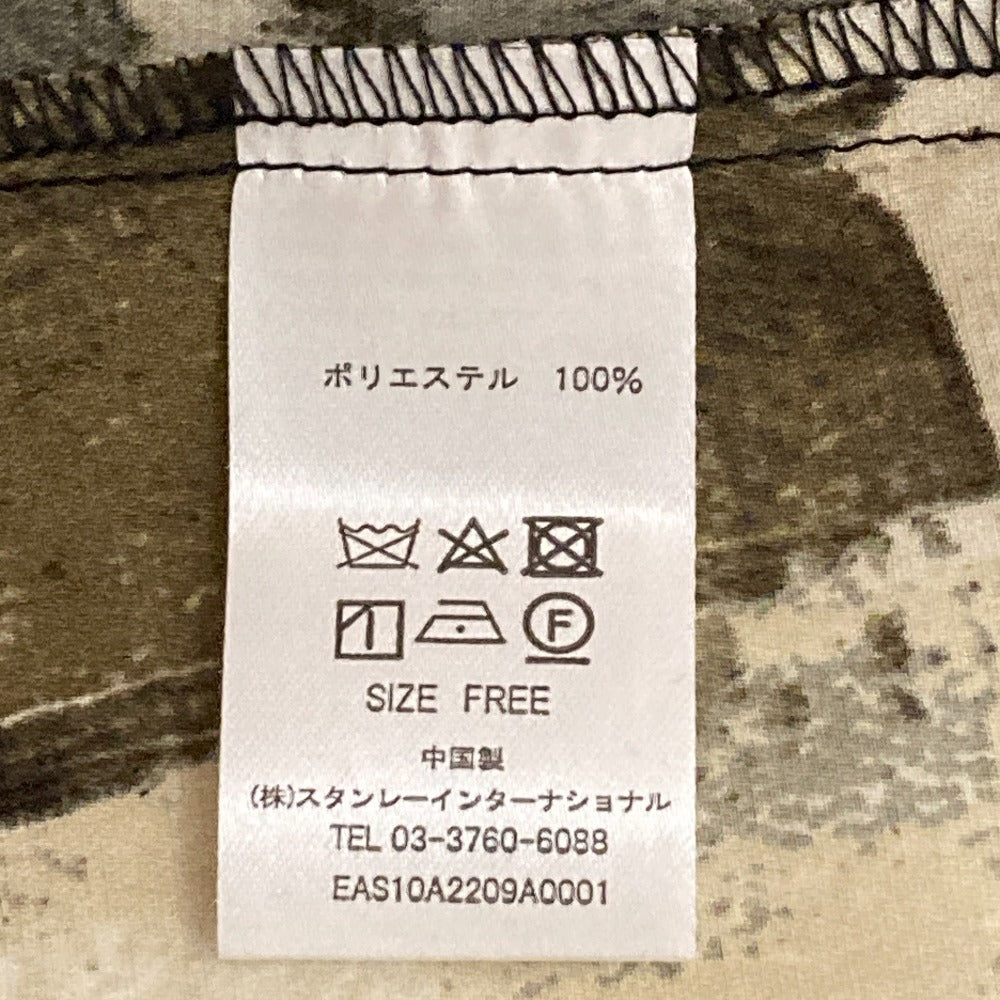 ポリエステル 100%
F
SIZE FREE
中国製
(株)スタンレーインターナショナル
TEL 03-3760-6088
EAS10A2209A0001